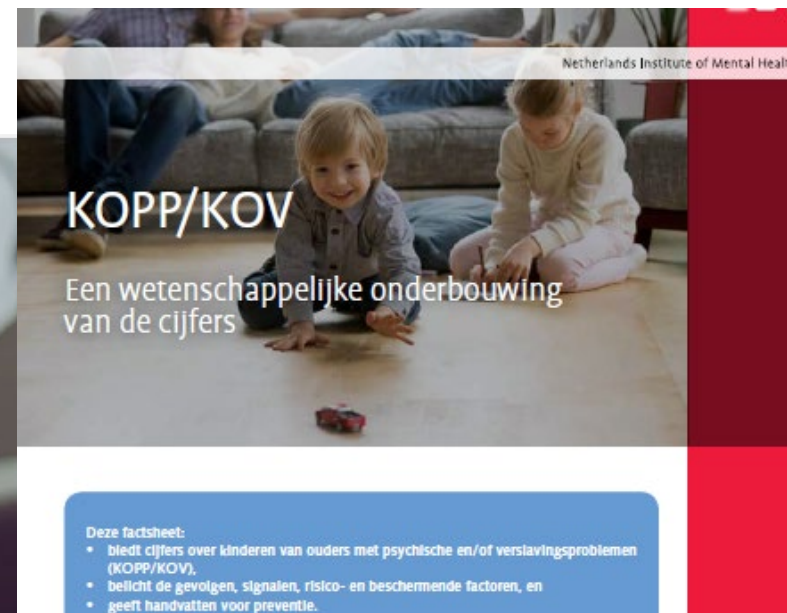 Netherlands Institute of Mental Healt
KOPP/KOV
Een wetenschappelijke onderbouwing
van de cijfers
Deze factsheet:
• biedt cijfers over kinderen van ouders met psychische en/of verslavingsproblemen
(KOPP/KOV),
• belicht de gevolgen, signalen, risico- en beschermende factoren, en
• geeft handvatten voor preventie.